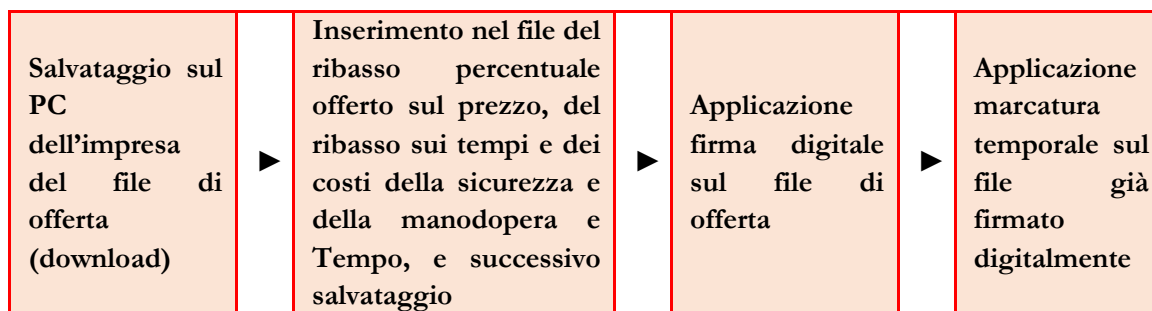 Salvataggio sul
PC
dell’impresa
del file di
offerta
(download)
►
Inserimento nel file del
ribasso percentuale
offerto sul prezzo, del
ribasso sui tempi e dei
costi della sicurezza e
della manodopera e
Tempo, e successivo
salvataggio
►
Applicazione
firma digitale
sul file di
offerta
►
Applicazione
marcatura
temporale sul
file già
firmato
digitalmente